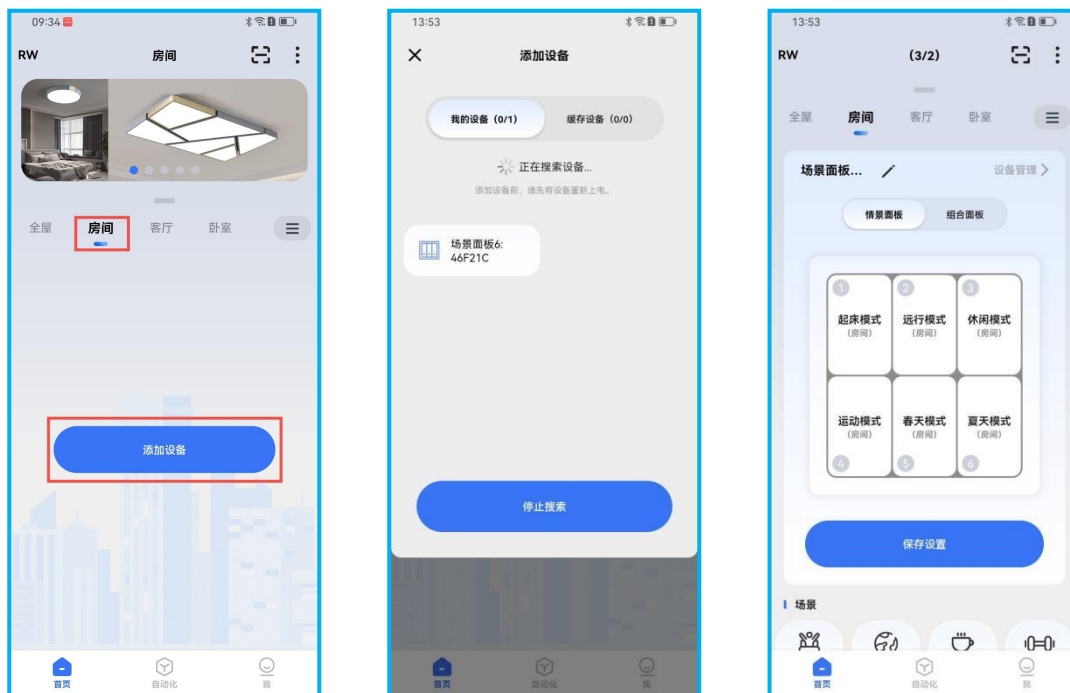 09:34
RW
房间
全屋
房间
客厅
卧室
添加设备
首页
自动化
我
13:53
添加设备
我的设备（0/1）
缓存设备（0/0）
正在搜索设备...
添加设备前，请先将设备重新上电。
场景面板6:
46F21C
停止搜索
首页
自动化
我
13:53
RW
(3/2)
全屋
房间
客厅
卧室
场景面板...
设备管理
情景面板
组合面板
1
2
3
起床模式
远行模式
休闲模式
(房间)
(房间)
(房间)
运动模式
春天模式
夏天模式
(房间)
(房间)
(房间)
4
5
6
保存设置
场景
首页
自动化
我